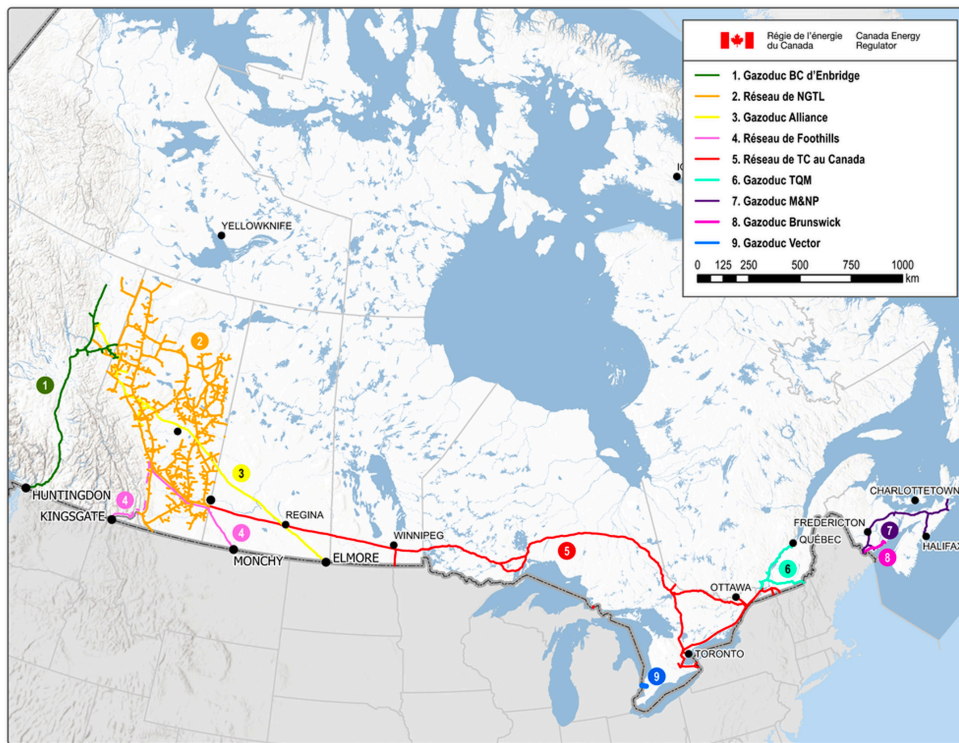 Régie de l'énergie
du Canada
Canada Energy
Regulator
1. Gazoduc BC d'Enbridge
2. Réseau de NGTL
3. Gazoduc Alliance
4. Réseau de Foothills
5. Réseau de TC au Canada
6. Gazoduc TQM
7. Gazoduc M&NP
8. Gazoduc Brunswick
9. Gazoduc Vector
0 125 250 500 750 1000
km
YELLOWKNIFE
2
1
3
4
4
HUNTINGDON
KINGSGATE
REGINA
WINNIPEG
MONCHY
ELMORE
5
CHARLOTTETOWN
FREDERICTON
7
QUÉBEC
HALIFAX
8
6
OTTAWA
TORONTO
9